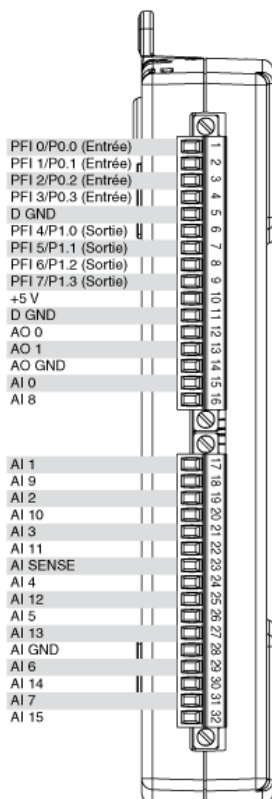 PFI 0/P0.0 (Entrée) 1
PFI 1/P0.1 (Entrée) 2
PFI 2/P0.2 (Entrée) 3
PFI 3/P0.3 (Entrée) 4
D GND 5
PFI 4/P1.0 (Sortie) 6
PFI 5/P1.1 (Sortie) 7
PFI 6/P1.2 (Sortie) 8
PFI 7/P1.3 (Sortie) 9
+5 V 10
D GND 11
AO 0 12
AO 1 13
AO GND 14
AI 0 15
AI 8 16
AI 1 17
AI 9 18
AI 2 19
AI 10 20
AI 3 21
AI 11 22
AI SENSE 23
AI 4 24
AI 12 25
AI 5 26
AI 13 27
AI GND 28
AI 6 29
AI 14 30
AI 7 31
AI 15 32